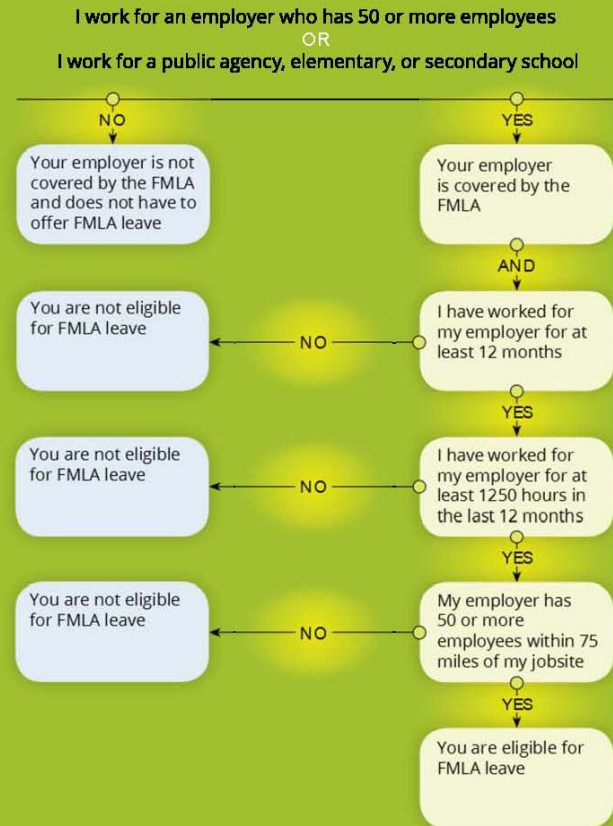 I work for an employer who has 50 or more employees
OR
I work for a public agency, elementary, or secondary school
NO
YES
Your employer is not
covered by the FMLA
and does not have to
offer FMLA leave
Your employer
is covered by the
FMLA
AND
You are not eligible
for FMLA leave
NO
I have worked for
my employer for at
least 12 months
YES
You are not eligible
for FMLA leave
NO
I have worked for
my employer for at
least 1250 hours in
the last 12 months
YES
You are not eligible
for FMLA leave
NO
My employer has
50 or more
employees within 75
miles of my jobsite
YES
You are eligible for
FMLA leave